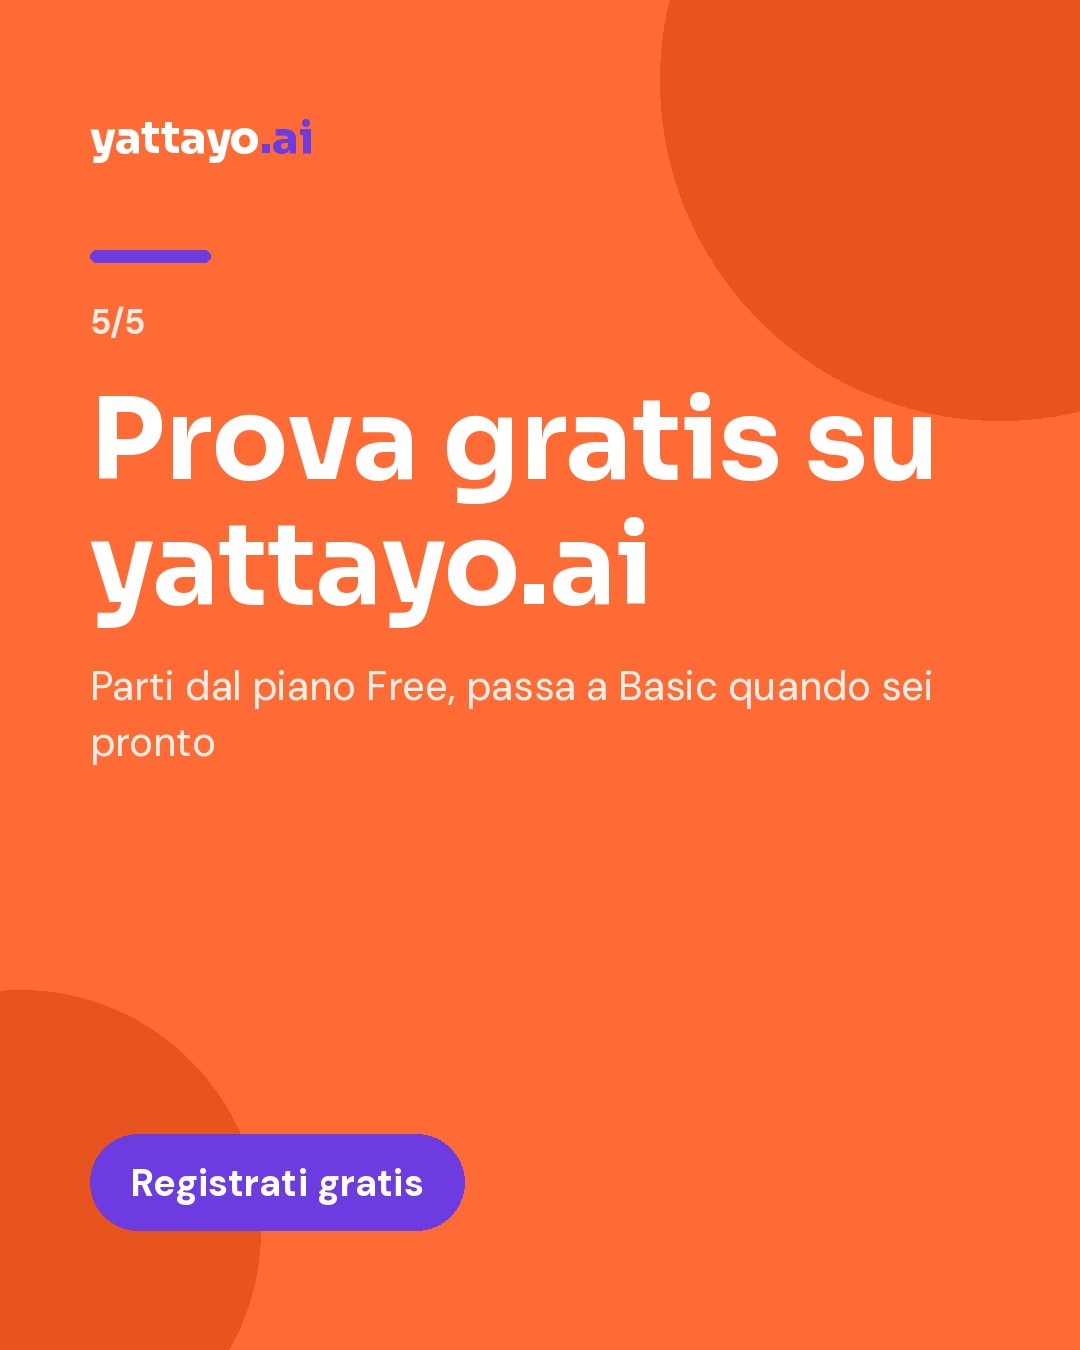 yattayo.ai
5/5
Prova gratis su
yattayo.ai
Parti dal piano Free, passa a Basic quando sei
pronto
Registrati gratis